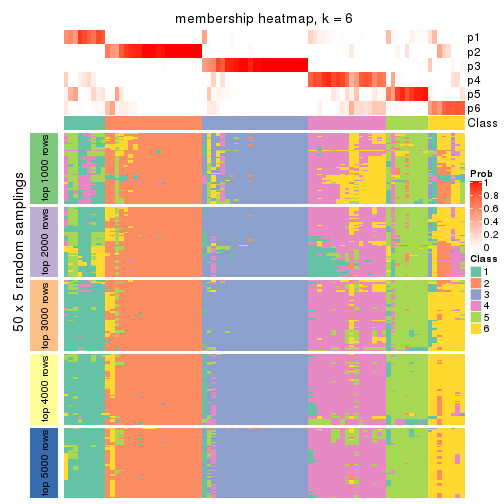 membership heatmap, k = 6
p1
p2
p3
p4
p5
p6
Class
50 x 5 random samplings
top 1000 rows
top 2000 rows
top 3000 rows
top 4000 rows
top 5000 rows
Prob
1
0.8
0.6
0.4
0.2
0
Class
1
2
3
4
5
6